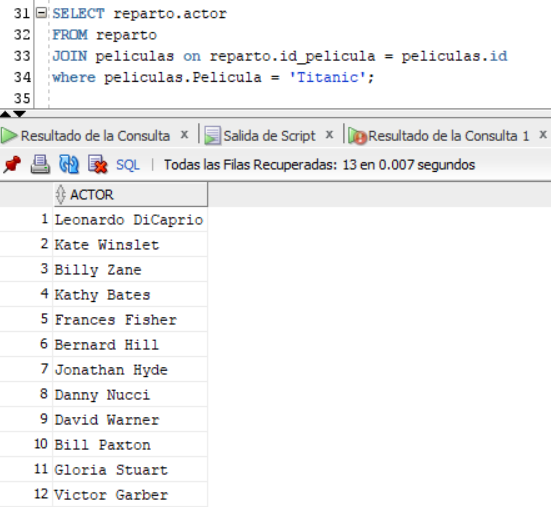 31 SELECT reparto.actor
32 FROM reparto
33 JOIN peliculas on reparto.id_pelicula = peliculas.id
34 where peliculas.Pelicula = 'Titanic';
35
Resultado de la Consulta x Salida de Script x Resultado de la Consulta 1 x
SQL | Todas las Filas Recuperadas: 13 en 0.007 segundos
ACTOR
1 Leonardo DiCaprio
2 Kate Winslet
3 Billy Zane
4 Kathy Bates
5 Frances Fisher
6 Bernard Hill
7 Jonathan Hyde
8 Danny Nucci
9 David Warner
10 Bill Paxton
11 Gloria Stuart
12 Victor Garber